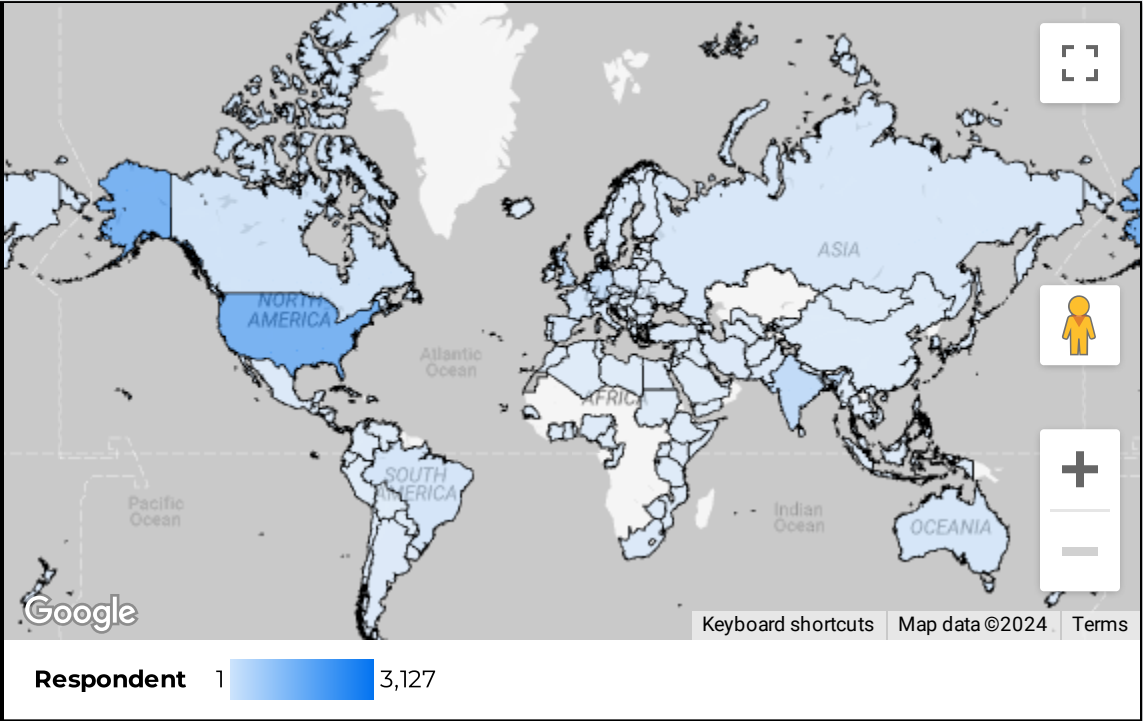 ASIA
NORTH
AMERICA
EUROPE
Atlantic
Ocean
AFRICA
SOUTH
AMERICA
Pacific
Ocean
Indian
Ocean
OCEANIA
Google
Keyboard shortcuts
Map data ©2024
Terms
Respondent 1 3,127